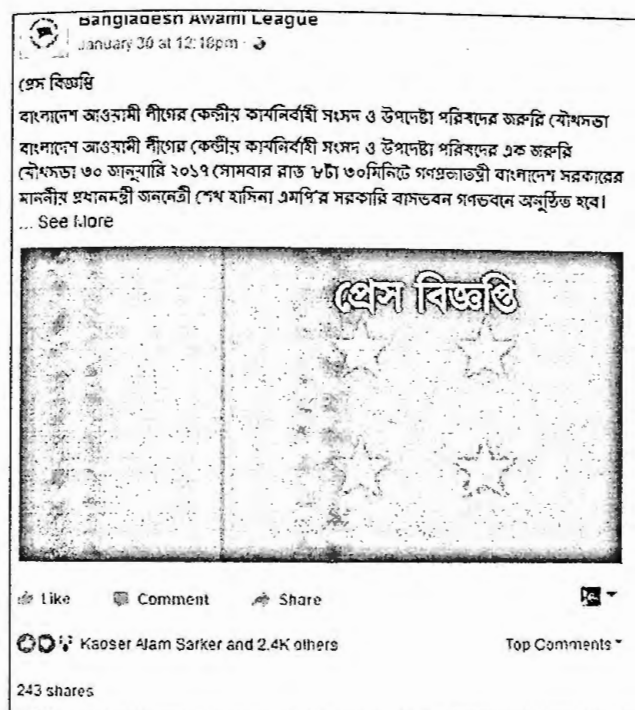 Bangladesh Awami League
January 30 at 12:18pm ·
প্রেস বিজ্ঞপ্তি
বাংলাদেশ আওয়ামী লীগের কেন্দ্রীয় কার্যনির্বাহী সংসদ ও উপদেষ্টা পরিষদের জরুরি যৌথসভা
বাংলাদেশ আওয়ামী লীগের কেন্দ্রীয় কার্যনির্বাহী সংসদ ও উপদেষ্টা পরিষদের এক জরুরি
যৌথসভা ৩০ জানুয়ারি ২০১৭ সোমবার রাত ৮টা ৩০মিনিটে গণপ্রজাতন্ত্রী বাংলাদেশ সরকারের
মাননীয় প্রধানমন্ত্রী জননেত্রী শেখ হাসিনা এমপি'র সরকারি বাসভবন গণভবনে অনুষ্ঠিত হবে।
... See More
প্রেস বিজ্ঞপ্তি
Like Comment Share
Kaoser Alam Sarker and 2.4K others Top Comments
243 shares